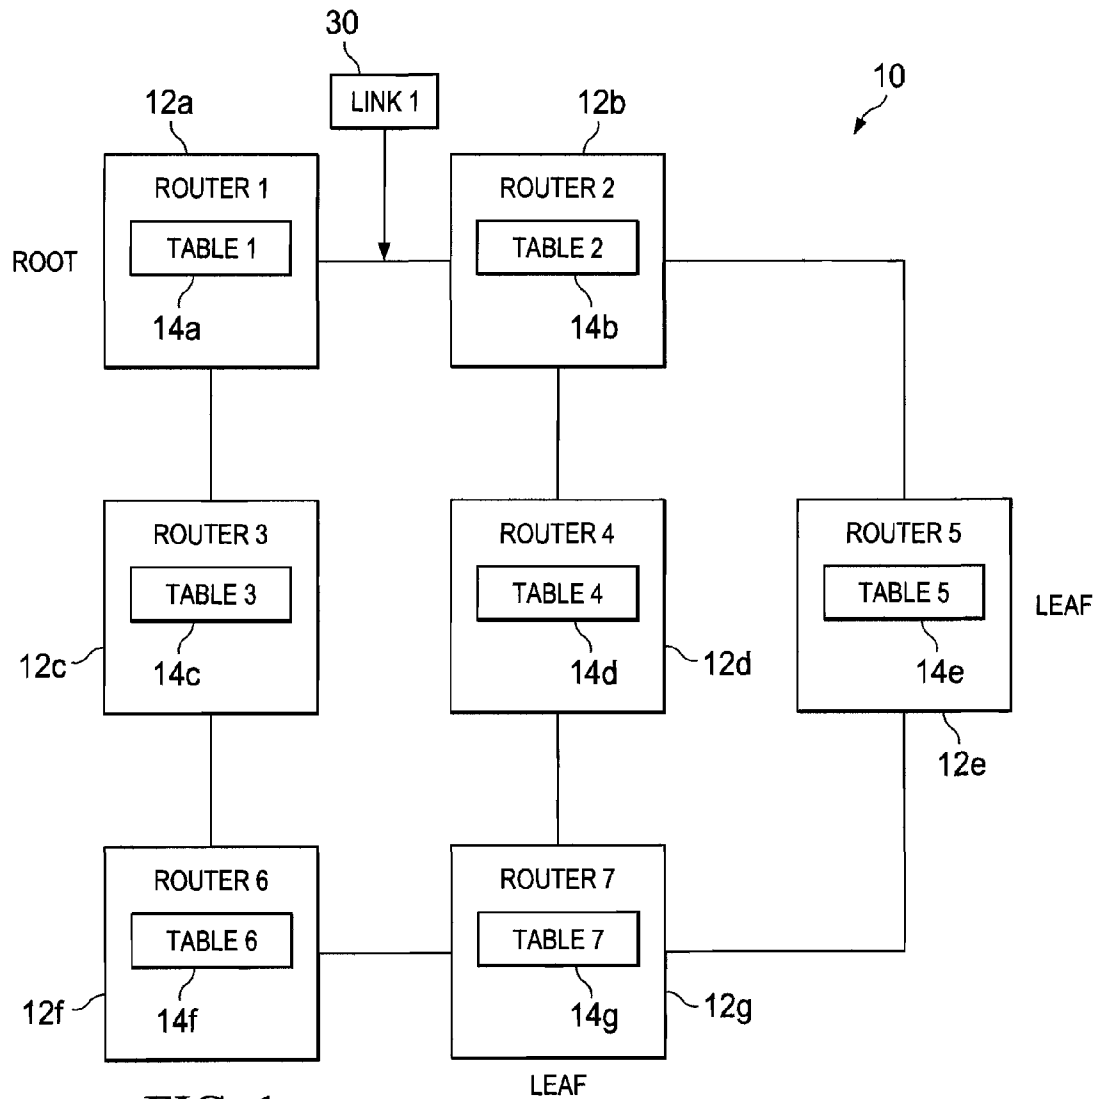 30
10
LINK 1
12a
12b
ROUTER 1
ROUTER 2
TABLE 1
TABLE 2
ROOT
14a
14b
ROUTER 3
ROUTER 4
ROUTER 5
TABLE 3
TABLE 4
TABLE 5
LEAF
12c
14c
14d
12d
14e
12e
ROUTER 6
ROUTER 7
TABLE 6
TABLE 7
12f
14f
14g
12g
LEAF